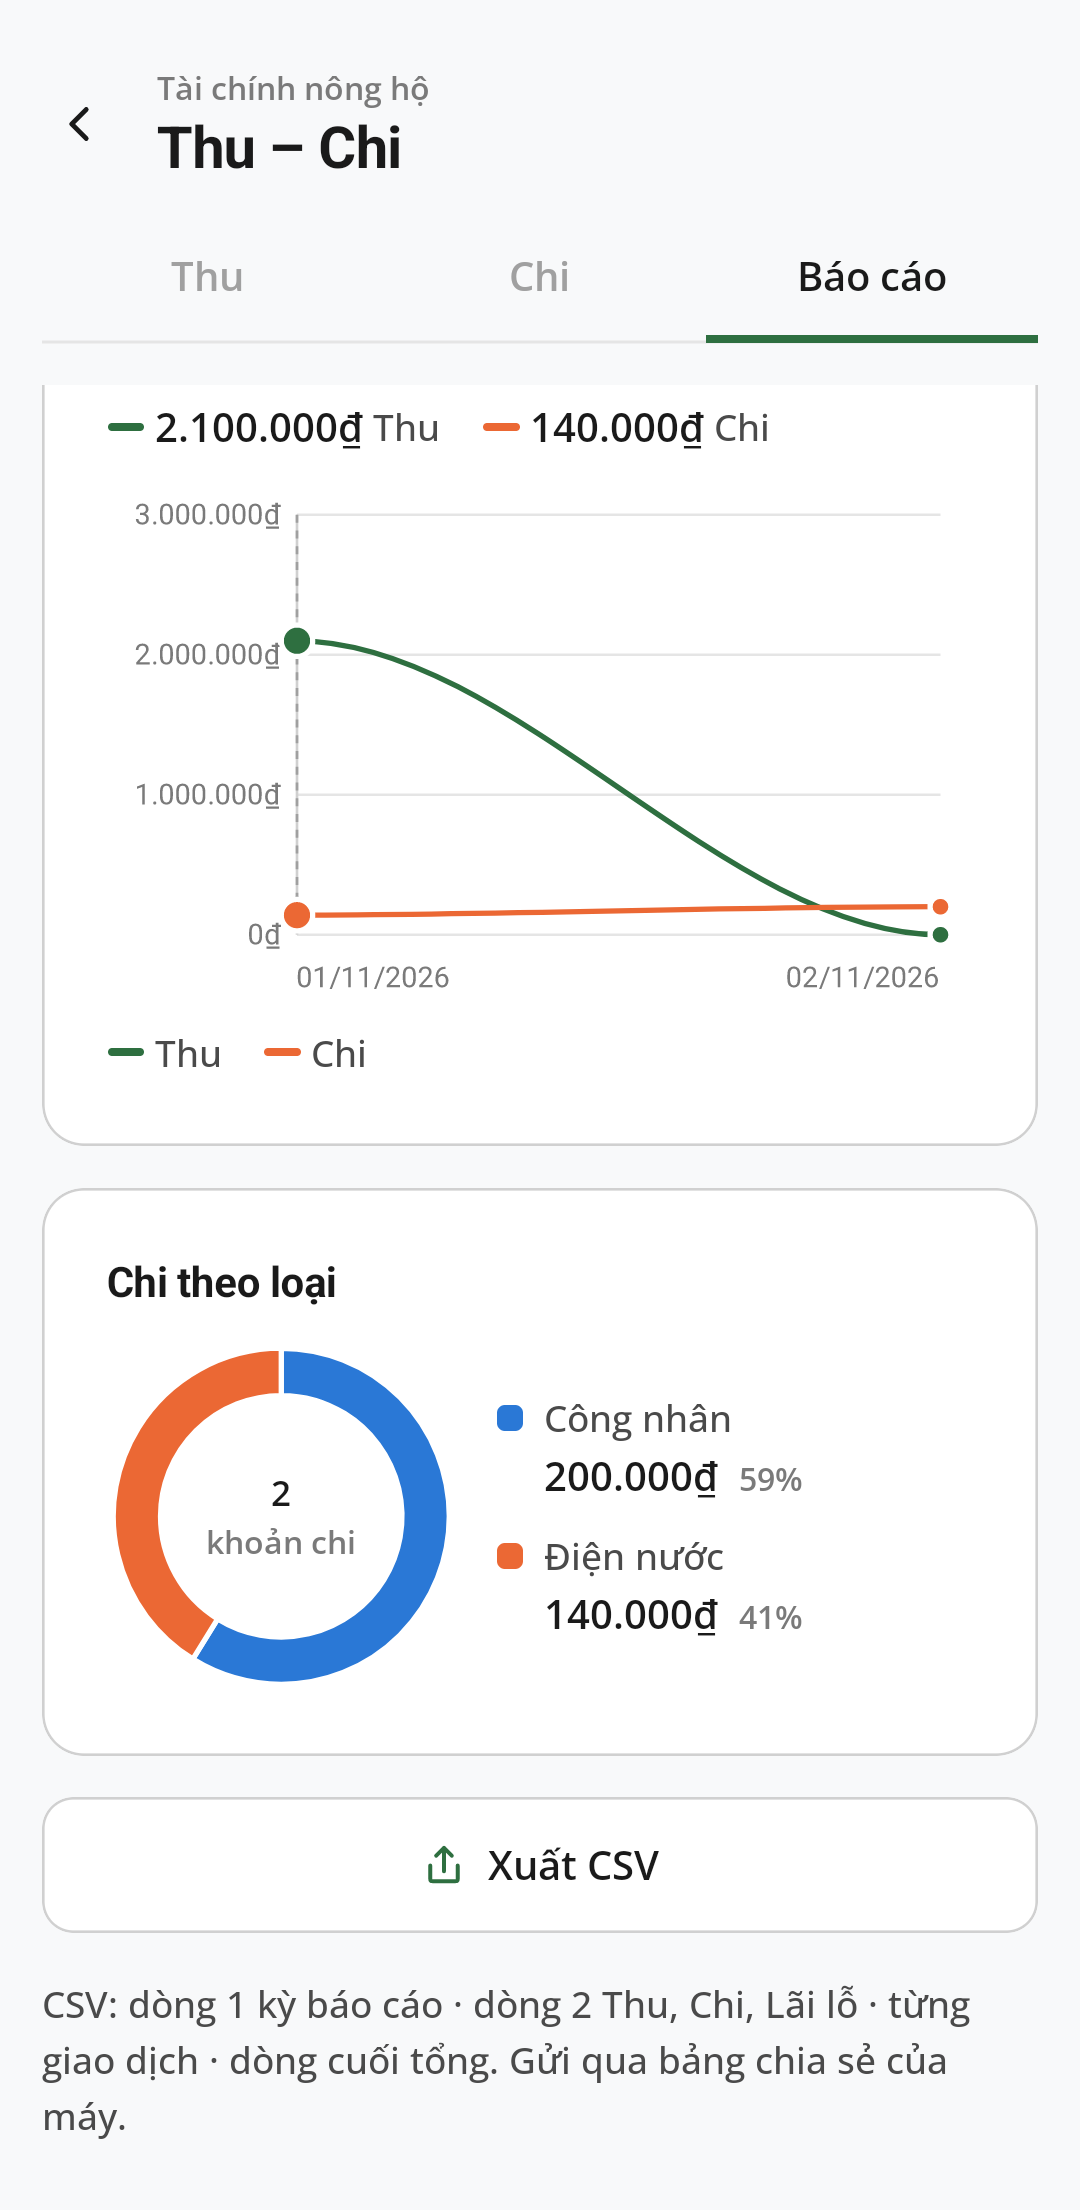 Tài chính nông hộ
Thu – Chi
Thu Chi Báo cáo
2.100.000₫ Thu 140.000₫ Chi
3.000.000₫
2.000.000₫
1.000.000₫
0₫
01/11/2026 02/11/2026
Thu Chi
Chi theo loại
2
khoản chi
Công nhân
200.000₫ 59%
Điện nước
140.000₫ 41%
Xuất CSV
CSV: dòng 1 kỳ báo cáo · dòng 2 Thu, Chi, Lãi lỗ · từng
giao dịch · dòng cuối tổng. Gửi qua bảng chia sẻ của
máy.